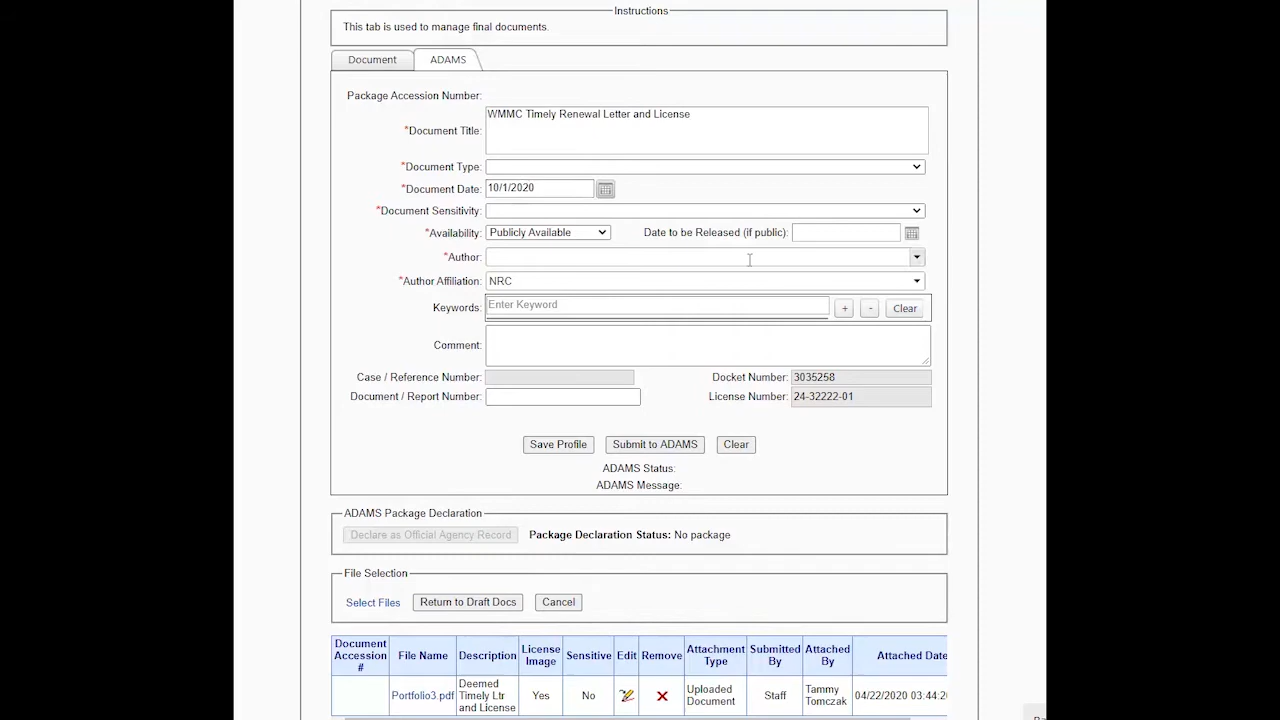 Instructions
This tab is used to manage final documents.
Document
ADAMS
Package Accession Number:
*Document Title: WMMC Timely Renewal Letter and License
*Document Type:
*Document Date: 10/1/2020
*Document Sensitivity:
*Availability: Publicly Available Date to be Released (if public):
*Author:
*Author Affiliation: NRC
Keywords: Enter Keyword + - Clear
Comment:
Case / Reference Number: Docket Number: 3035258
Document / Report Number: License Number: 24-32222-01
Save Profile Submit to ADAMS Clear
ADAMS Status:
ADAMS Message:
ADAMS Package Declaration
Declare as Official Agency Record Package Declaration Status: No package
File Selection
Select Files Return to Draft Docs Cancel
Document Accession # File Name Description License Image Sensitive Edit Remove Attachment Type Submitted By Attached By Attached Date
Portfolio3.pdf Deemed Timely Ltr and License Yes No Uploaded Document Staff Tammy Tomczak 04/22/2020 03:44:2